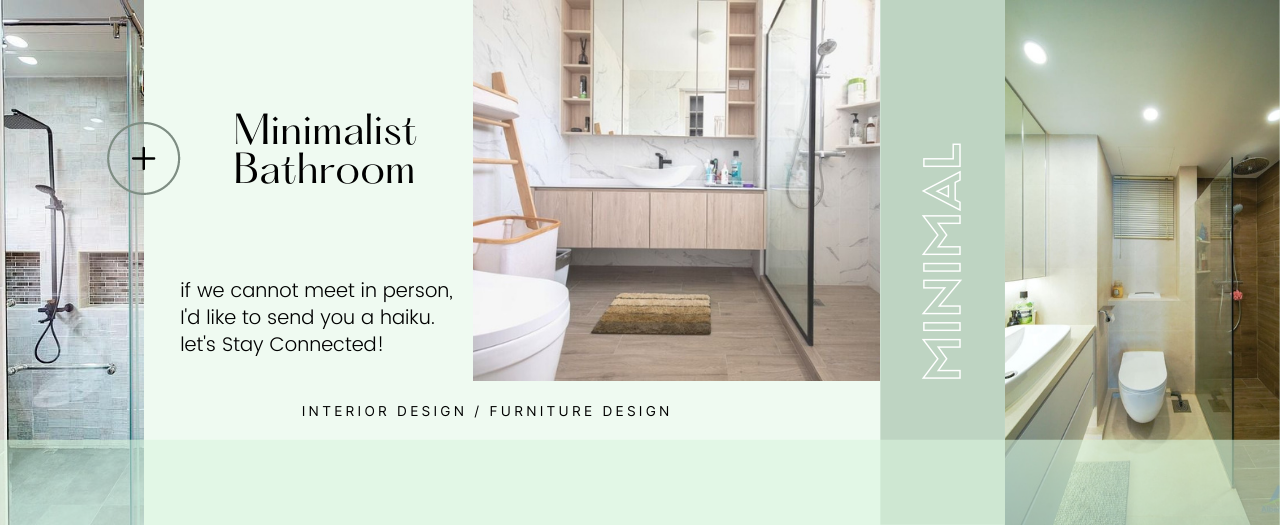 Minimalist
Bathroom
if we cannot meet in person,
I'd like to send you a haiku.
let's Stay Connected!
INTERIOR DESIGN / FURNITURE DESIGN
MINIMAL